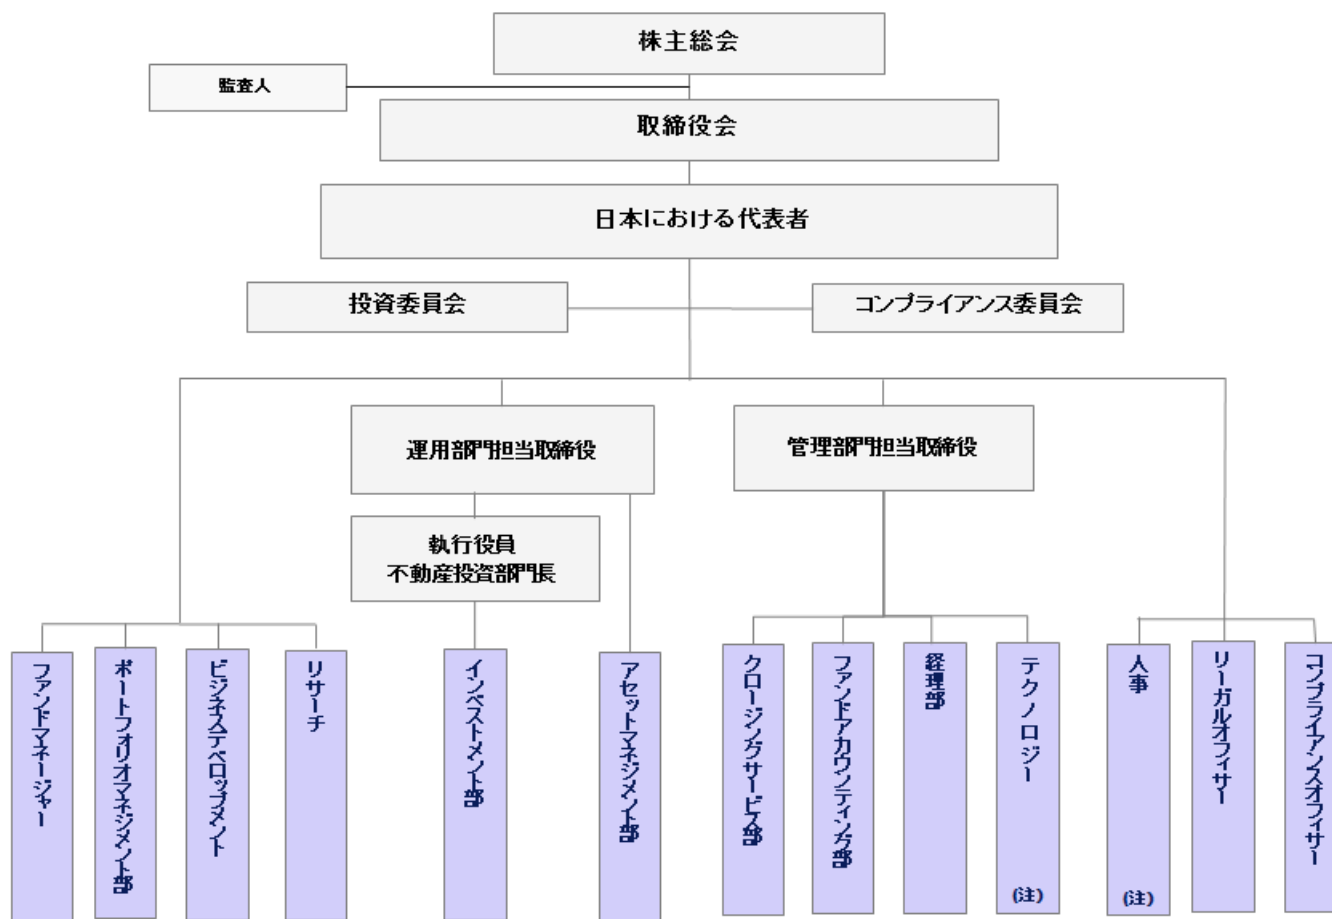 株主総会
監査人
取締役会
日本における代表者
投資委員会
コンプライアンス委員会
運用部門担当取締役
管理部門担当取締役
執行役員
不動産投資部門長
ファンドマネージャー
ポートフォリオマネジメント部
ビジネスデベロップメント
リサーチ
インベストメント部
アセットマネジメント部
クロージングサービス部
ファンドアカウンティング部
経理部
テクノロジー
(注)
人事
(注)
リーガルオフィサー
コンプライアンスオフィサー